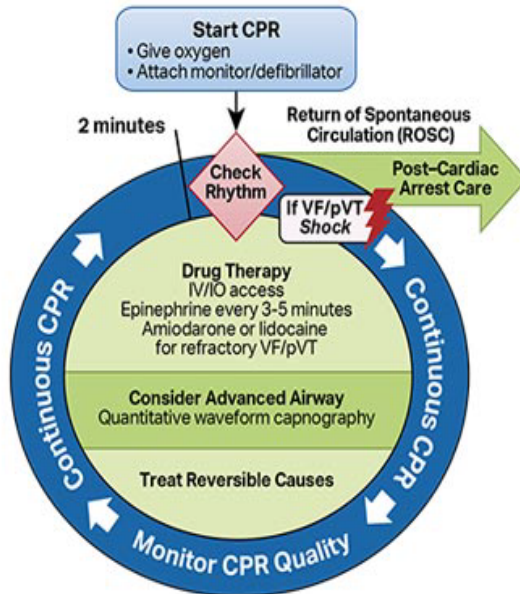 Start CPR
• Give oxygen
• Attach monitor/defibrillator
2 minutes
Return of Spontaneous
Circulation (ROSC)
Check
Rhythm
Post–Cardiac
Arrest Care
If VF/pVT
Shock
Drug Therapy
IV/IO access
Epinephrine every 3-5 minutes
Amiodarone or lidocaine
for refractory VF/pVT
Consider Advanced Airway
Quantitative waveform capnography
Treat Reversible Causes
Continuous CPR
Continuous CPR
Monitor CPR Quality